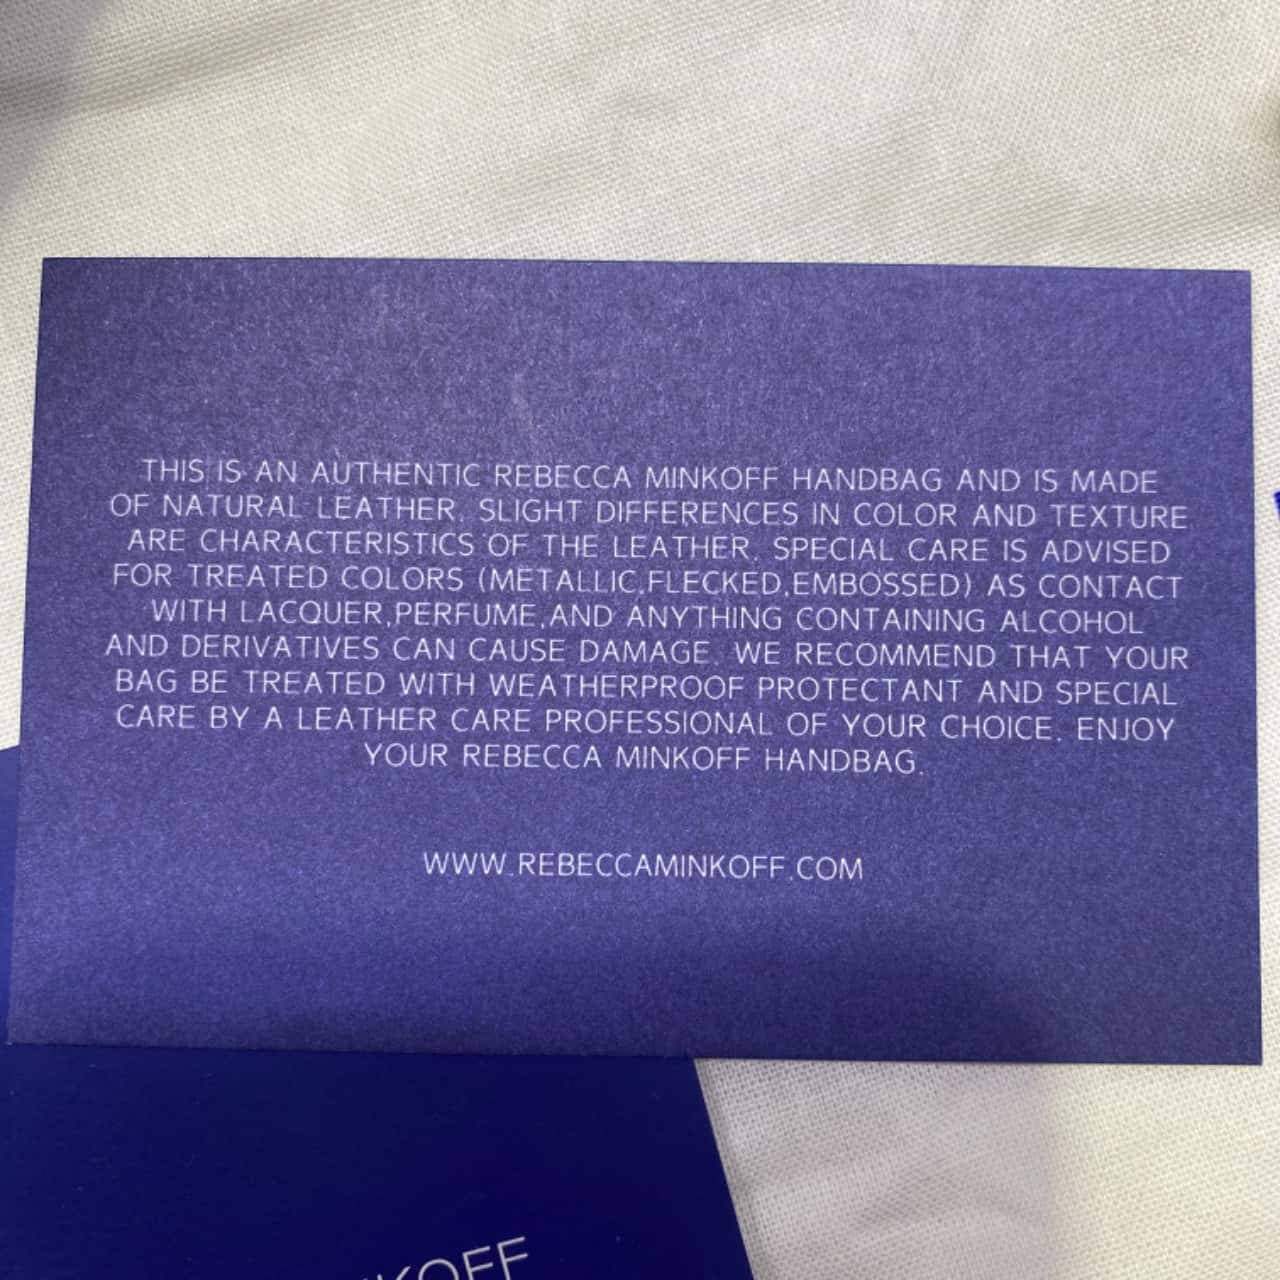 THIS IS AN AUTHENTIC REBECCA MINKOFF HANDBAG AND IS MADE
OF NATURAL LEATHER. SLIGHT DIFFERENCES IN COLOR AND TEXTURE
ARE CHARACTERISTICS OF THE LEATHER. SPECIAL CARE IS ADVISED
FOR TREATED COLORS (METALLIC,FLECKED,EMBOSSED) AS CONTACT
WITH LACQUER,PERFUME,AND ANYTHING CONTAINING ALCOHOL
AND DERIVATIVES CAN CAUSE DAMAGE. WE RECOMMEND THAT YOUR
BAG BE TREATED WITH WEATHERPROOF PROTECTANT AND SPECIAL
CARE BY A LEATHER CARE PROFESSIONAL OF YOUR CHOICE. ENJOY
YOUR REBECCA MINKOFF HANDBAG.
WWW.REBECCAMINKOFF.COM